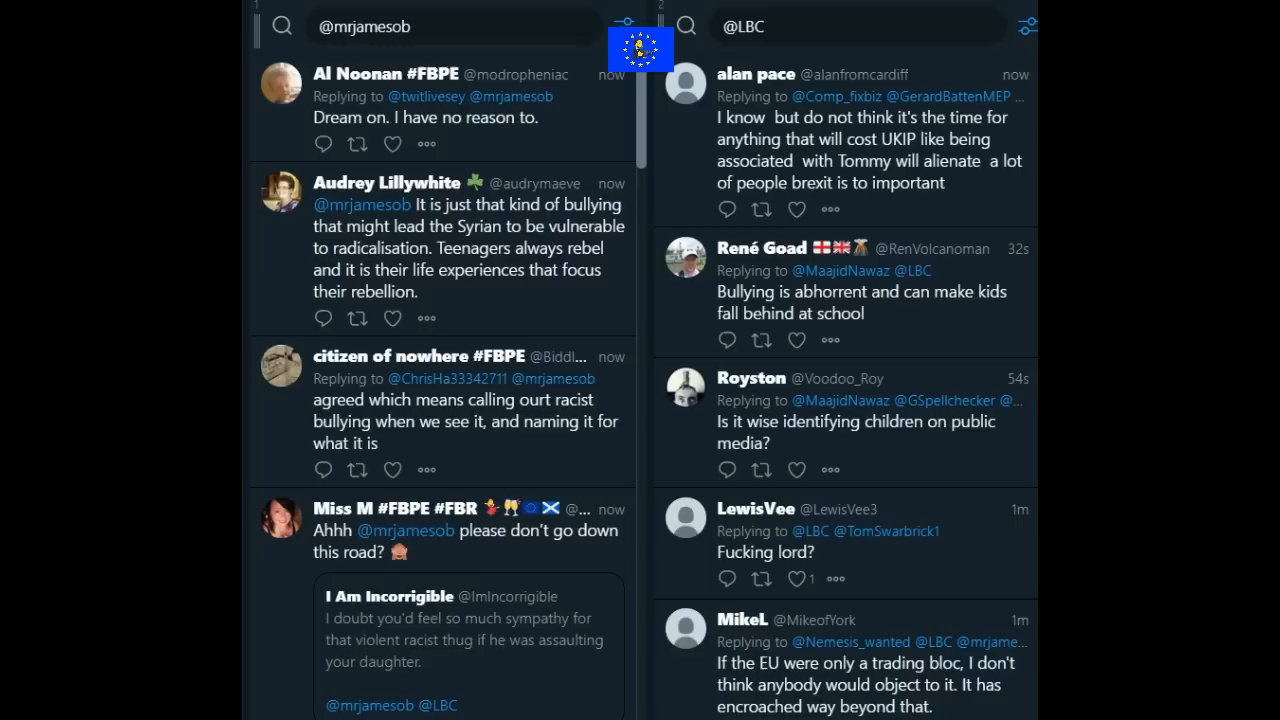 1
@mrjamesob
Al Noonan #FBPE @modropheniac now
Replying to @twitlivesey @mrjamesob
Dream on. I have no reason to.
Audrey Lillywhite ☘️ @audrymaeve now
@mrjamesob It is just that kind of bullying
that might lead the Syrian to be vulnerable
to radicalisation. Teenagers always rebel
and it is their life experiences that focus
their rebellion.
citizen of nowhere #FBPE @Biddl... now
Replying to @ChrisHa33342711 @mrjamesob
agreed which means calling ourt racist
bullying when we see it, and naming it for
what it is
Miss M #FBPE #FBR 💃🥂🇪🇺🏴󠁧󠁢󠁳󠁣󠁴󠁿 @... now
Ahhh @mrjamesob please don't go down
this road? 🙈
I Am Incorrigible @ImIncorrigible
I doubt you'd feel so much sympathy for
that violent racist thug if he was assaulting
your daughter.
@mrjamesob @LBC
2
@LBC
alan pace @alanfromcardiff now
Replying to @Comp_fixbiz @GerardBattenMEP ...
I know but do not think it's the time for
anything that will cost UKIP like being
associated with Tommy will alienate a lot
of people brexit is to important
René Goad 🏴󠁧󠁢󠁥󠁮󠁧󠁿🇬🇧🌋 @RenVolcanoman 32s
Replying to @MaajidNawaz @LBC
Bullying is abhorrent and can make kids
fall behind at school
Royston @Voodoo_Roy 54s
Replying to @MaajidNawaz @GSpellchecker @...
Is it wise identifying children on public
media?
LewisVee @LewisVee3 1m
Replying to @LBC @TomSwarbrick1
Fucking lord?
1
MikeL @MikeofYork 1m
Replying to @Nemesis_wanted @LBC @mrjame...
If the EU were only a trading bloc, I don't
think anybody would object to it. It has
encroached way beyond that.